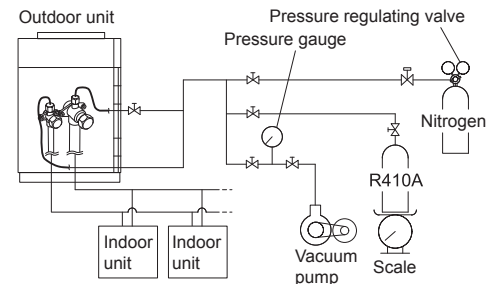 Outdoor unit
Pressure regulating valve
Pressure gauge
Nitrogen
R410A
Indoor
unit
Indoor
unit
Vacuum
pump
Scale